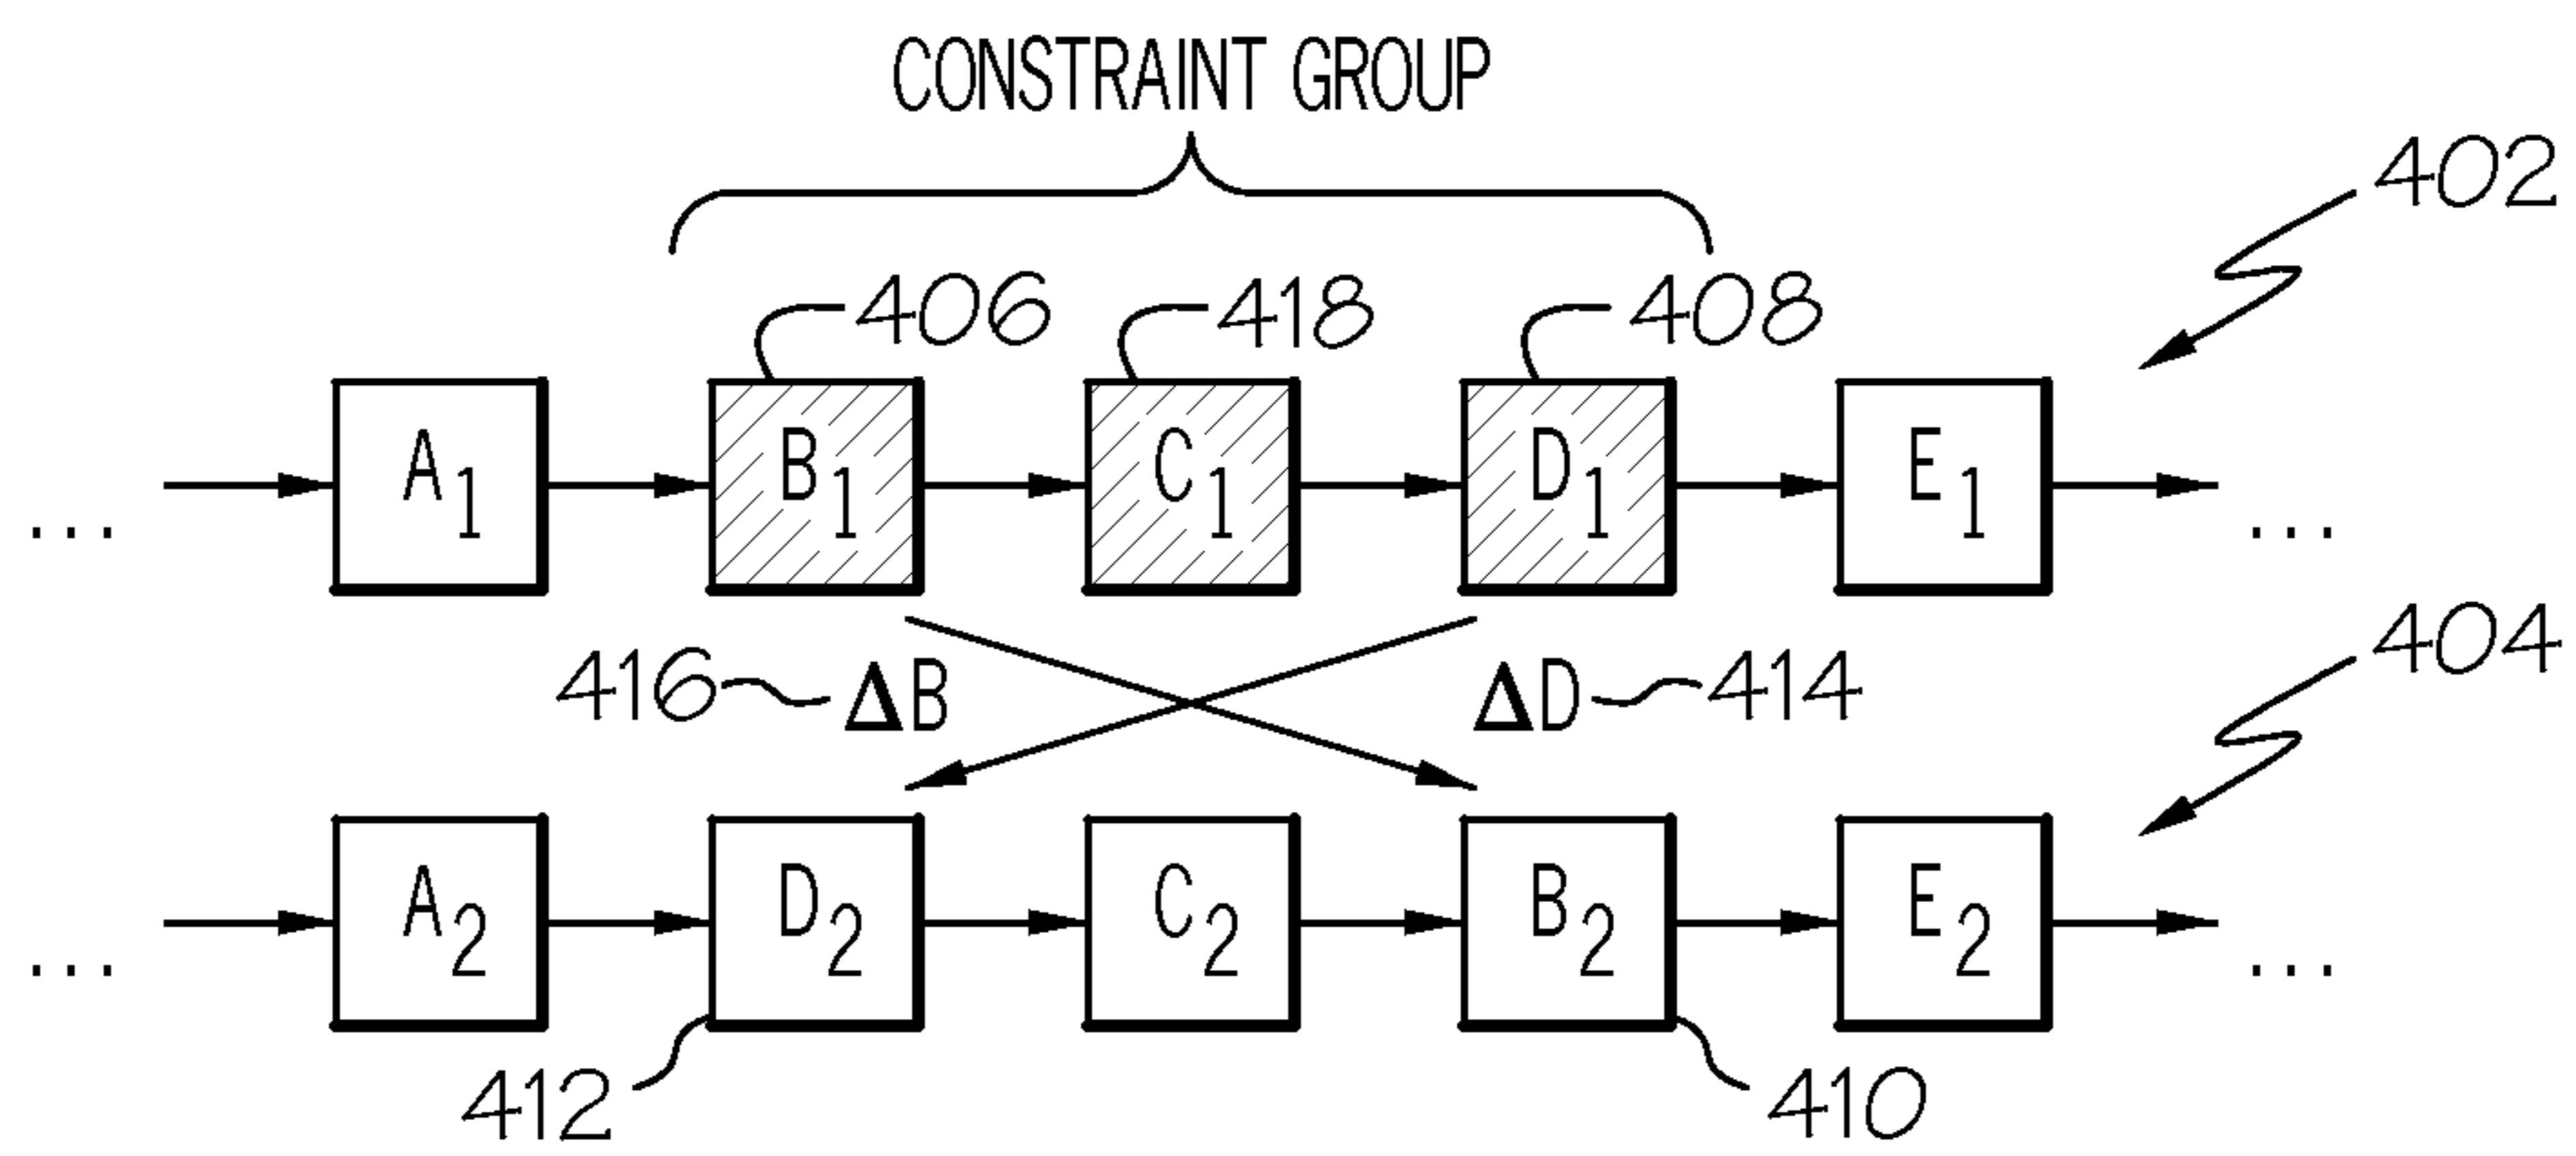 CONSTRAINT GROUP
402
406 418 408
A1 B1 C1 D1 E1
... ...
404
416 ΔB ΔD 414
A2 D2 C2 B2 E2
... ...
412 410